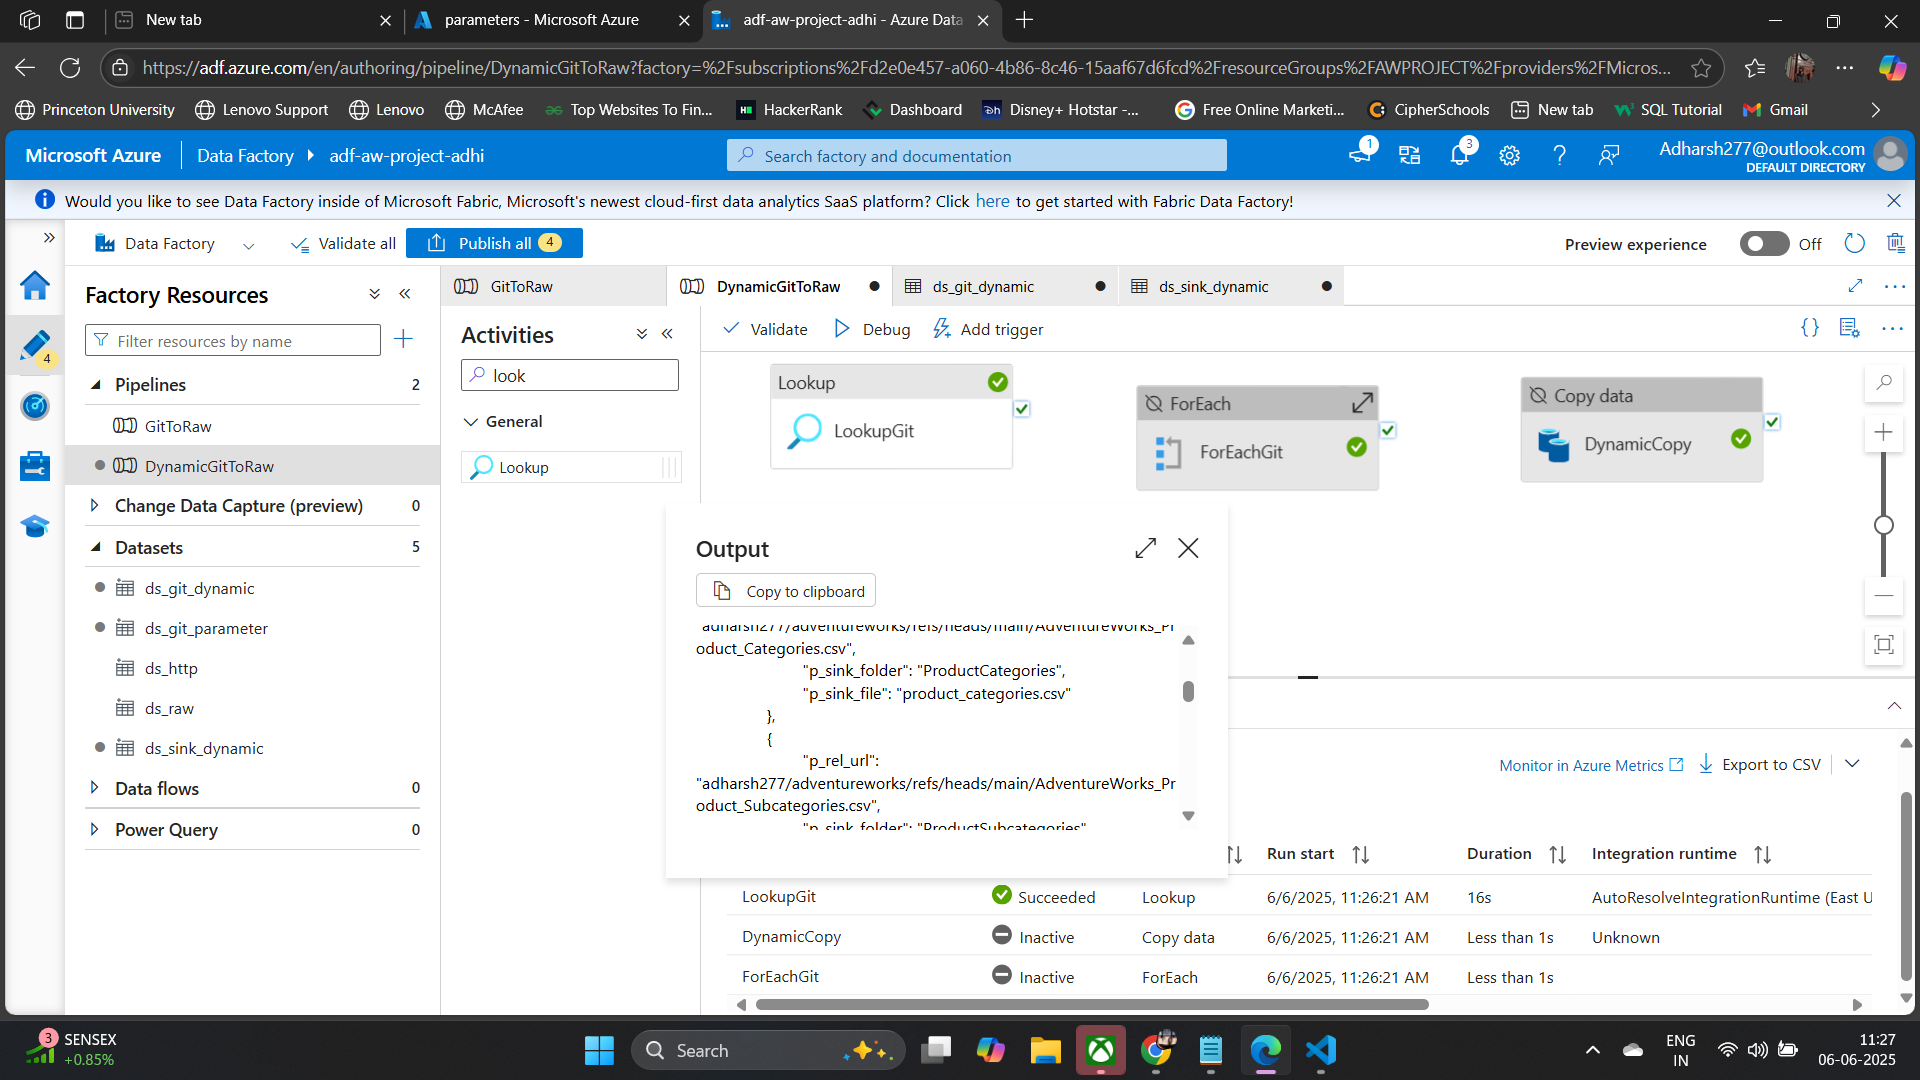 New tab
parameters - Microsoft Azure
adf-aw-project-adhi - Azure Data
https://adf.azure.com/en/authoring/pipeline/DynamicGitToRaw?factory=%2Fsubscriptions%2Fd2e0e457-a060-4b86-8c46-15aaf67d6fcd%2FresourceGroups%2FAWPROJECT%2Fproviders%2FMicros...
Princeton University
Lenovo Support
Lenovo
McAfee
Top Websites To Fin...
HackerRank
Dashboard
Disney+ Hotstar -...
Free Online Marketi...
CipherSchools
New tab
SQL Tutorial
Gmail
Microsoft Azure
Data Factory
adf-aw-project-adhi
Search factory and documentation
1
3
Adharsh277@outlook.com
DEFAULT DIRECTORY
Would you like to see Data Factory inside of Microsoft Fabric, Microsoft's newest cloud-first data analytics SaaS platform? Click here to get started with Fabric Data Factory!
Data Factory
Validate all
Publish all 4
Preview experience
Off
4
Factory Resources
Filter resources by name
Pipelines 2
GitToRaw
DynamicGitToRaw
Change Data Capture (preview) 0
Datasets 5
ds_git_dynamic
ds_git_parameter
ds_http
ds_raw
ds_sink_dynamic
Data flows 0
Power Query 0
GitToRaw
DynamicGitToRaw
ds_git_dynamic
ds_sink_dynamic
Activities
look
General
Lookup
Validate
Debug
Add trigger
Lookup
LookupGit
ForEach
ForEachGit
Copy data
DynamicCopy
Output
Copy to clipboard
"adharsh277/adventureworks/refs/heads/main/AdventureWorks_Pr
oduct_Categories.csv",
"p_sink_folder": "ProductCategories",
"p_sink_file": "product_categories.csv"
},
{
"p_rel_url":
"adharsh277/adventureworks/refs/heads/main/AdventureWorks_Pr
oduct_Subcategories.csv",
"p_sink_folder": "ProductSubcategories"
Monitor in Azure Metrics
Export to CSV
Run start
Duration
Integration runtime
LookupGit Succeeded Lookup 6/6/2025, 11:26:21 AM 16s AutoResolveIntegrationRuntime (East U
DynamicCopy Inactive Copy data 6/6/2025, 11:26:21 AM Less than 1s Unknown
ForEachGit Inactive ForEach 6/6/2025, 11:26:21 AM Less than 1s
3
SENSEX
+0.85%
Search
ENG
IN
11:27
06-06-2025